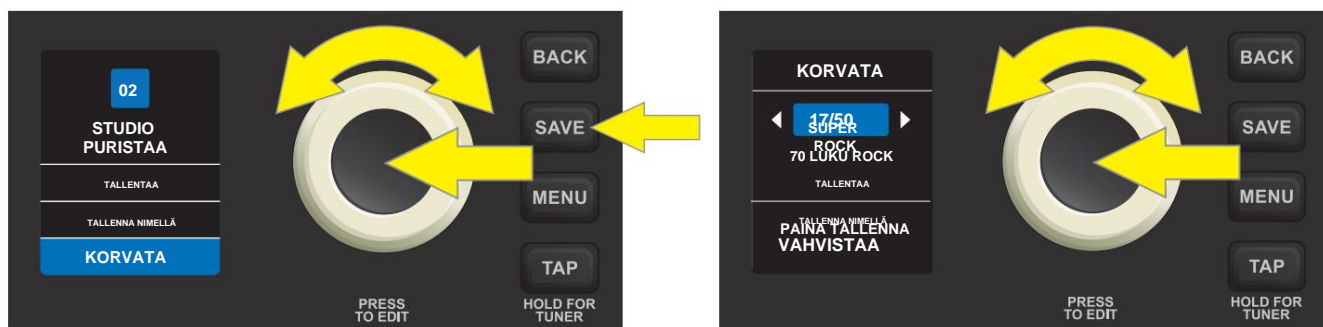 02
STUDIO
PURISTAA
TALLENTAA
TALLENNA NIMELLÄ
KORVATA
BACK
SAVE
MENU
TAP
PRESS
TO EDIT
HOLD FOR
TUNER
KORVATA
17/50
SUPER
ROCK
70 LUKU ROCK
TALLENTAA
TALLENNA NIMELLÄ
PAINA TALLENNA
VAHVISTAA
BACK
SAVE
MENU
TAP
PRESS
TO EDIT
HOLD FOR
TUNER